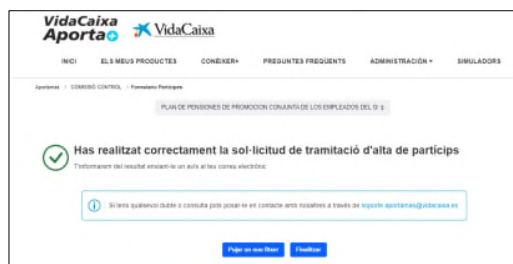 VidaCaixa
Aporta+
VidaCaixa
INICI ELS MEUS PRODUCTES CONÈIXER+ PREGUNTES FREQÜENTS ADMINISTRACIÓN SIMULADORS
Aportamas / COMISSIÓ CONTROL / Formulario Partícipes
PLAN DE PENSIONES DE PROMOCION CONJUNTA DE LOS EMPLEADOS DEL G
Has realitzat correctament la sol·licitud de tramitació d'alta de partícips
T'informarem del resultat enviant-te un avís al teu correu electrònic
Si tens qualsevol dubte o consulta pots posar-te en contacte amb nosaltres a través de soporte.aportamas@vidacaixa.es
Pujar un nou fitxer Finalitzar